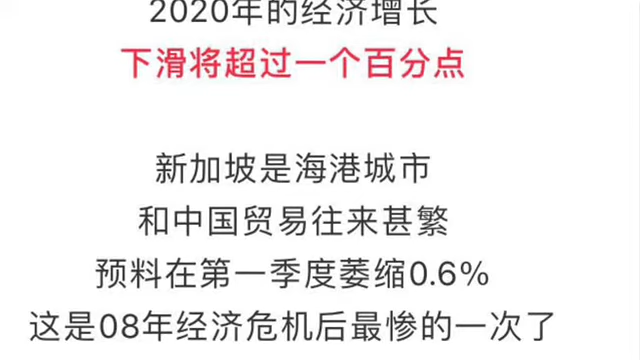 2020年的经济增长
下滑将超过一个百分点
新加坡是海港城市
和中国贸易往来甚繁
预料在第一季度萎缩0.6%
这是08年经济危机后最惨的一次了